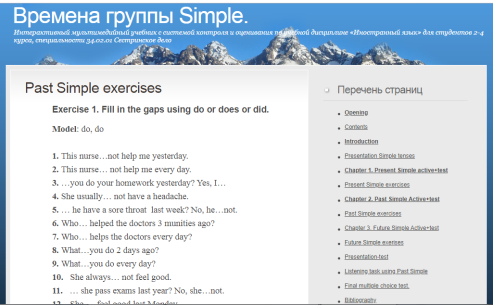 Времена группы Simple.
Интерактивный мультимедийный учебник с системой контроля и оценивания по учебной дисциплине «Иностранный язык» для студентов 2-4
курса, специальности 34.02.01 Сестринское дело
Past Simple exercises
Exercise 1. Fill in the gaps using do or does or did.
Model: do, do
1. This nurse…not help me yesterday.
2. This nurse… not help me every day.
3. …you do your homework yesterday? Yes, I…
4. She usually… not have a headache.
5. … he have a sore throat last week? No, he…not.
6. Who… helped the doctors 3 munities ago?
7. Who… helps the doctors every day?
8. What…you do 2 days ago?
9. What…you do every day?
10. She always… not feel good.
11. … she pass exams last year? No, she…not.
12. She… feel good last Monday.
Перечень страниц
Opening
Contents
Introduction
Presentation Simple tenses
Chapter 1. Present Simple active+test
Present Simple exercises
Chapter 2. Past Simple Active+test
Past Simple exercises
Chapter 3. Future Simple Active+test
Future Simple exerises
Presentation-test
Listening task using Past Simple
Final multiple choice test.
Bibliography